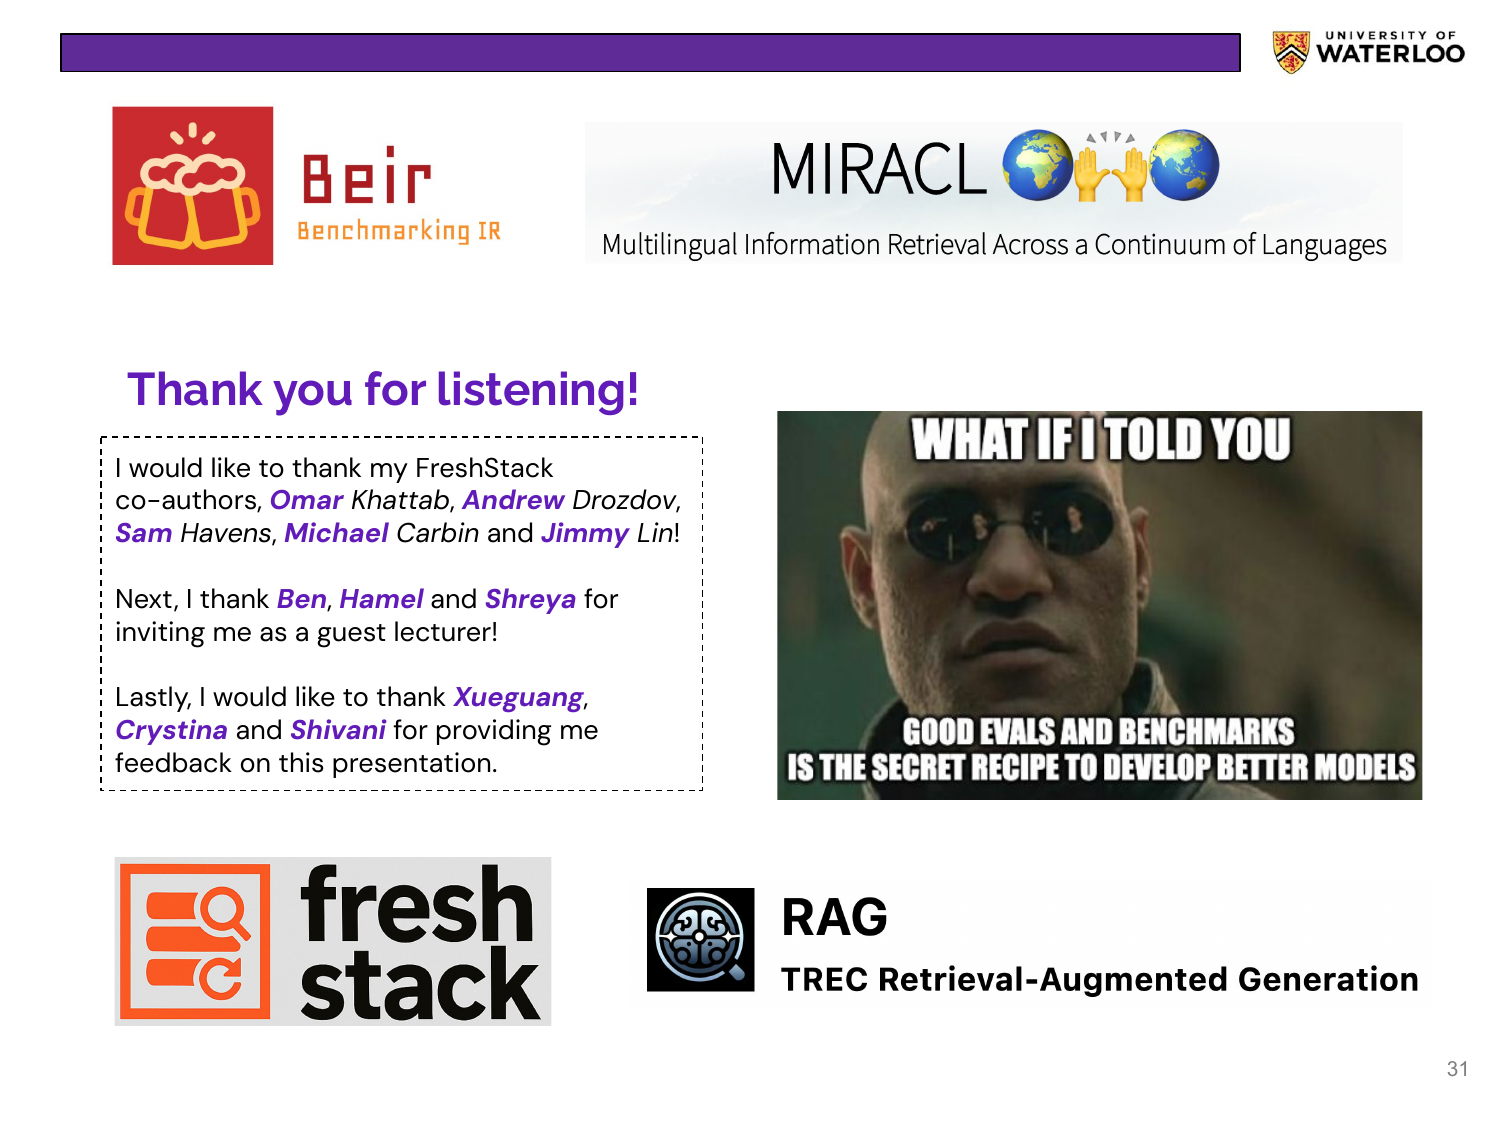 UNIVERSITY OF
WATERLOO
Beir
Benchmarking IR
MIRACL
Multilingual Information Retrieval Across a Continuum of Languages
Thank you for listening!
I would like to thank my FreshStack
co-authors, Omar Khattab, Andrew Drozdov,
Sam Havens, Michael Carbin and Jimmy Lin!
Next, I thank Ben, Hamel and Shreya for
inviting me as a guest lecturer!
Lastly, I would like to thank Xueguang,
Crystina and Shivani for providing me
feedback on this presentation.
WHAT IF I TOLD YOU
GOOD EVALS AND BENCHMARKS
IS THE SECRET RECIPE TO DEVELOP BETTER MODELS
fresh
stack
RAG
TREC Retrieval-Augmented Generation
31